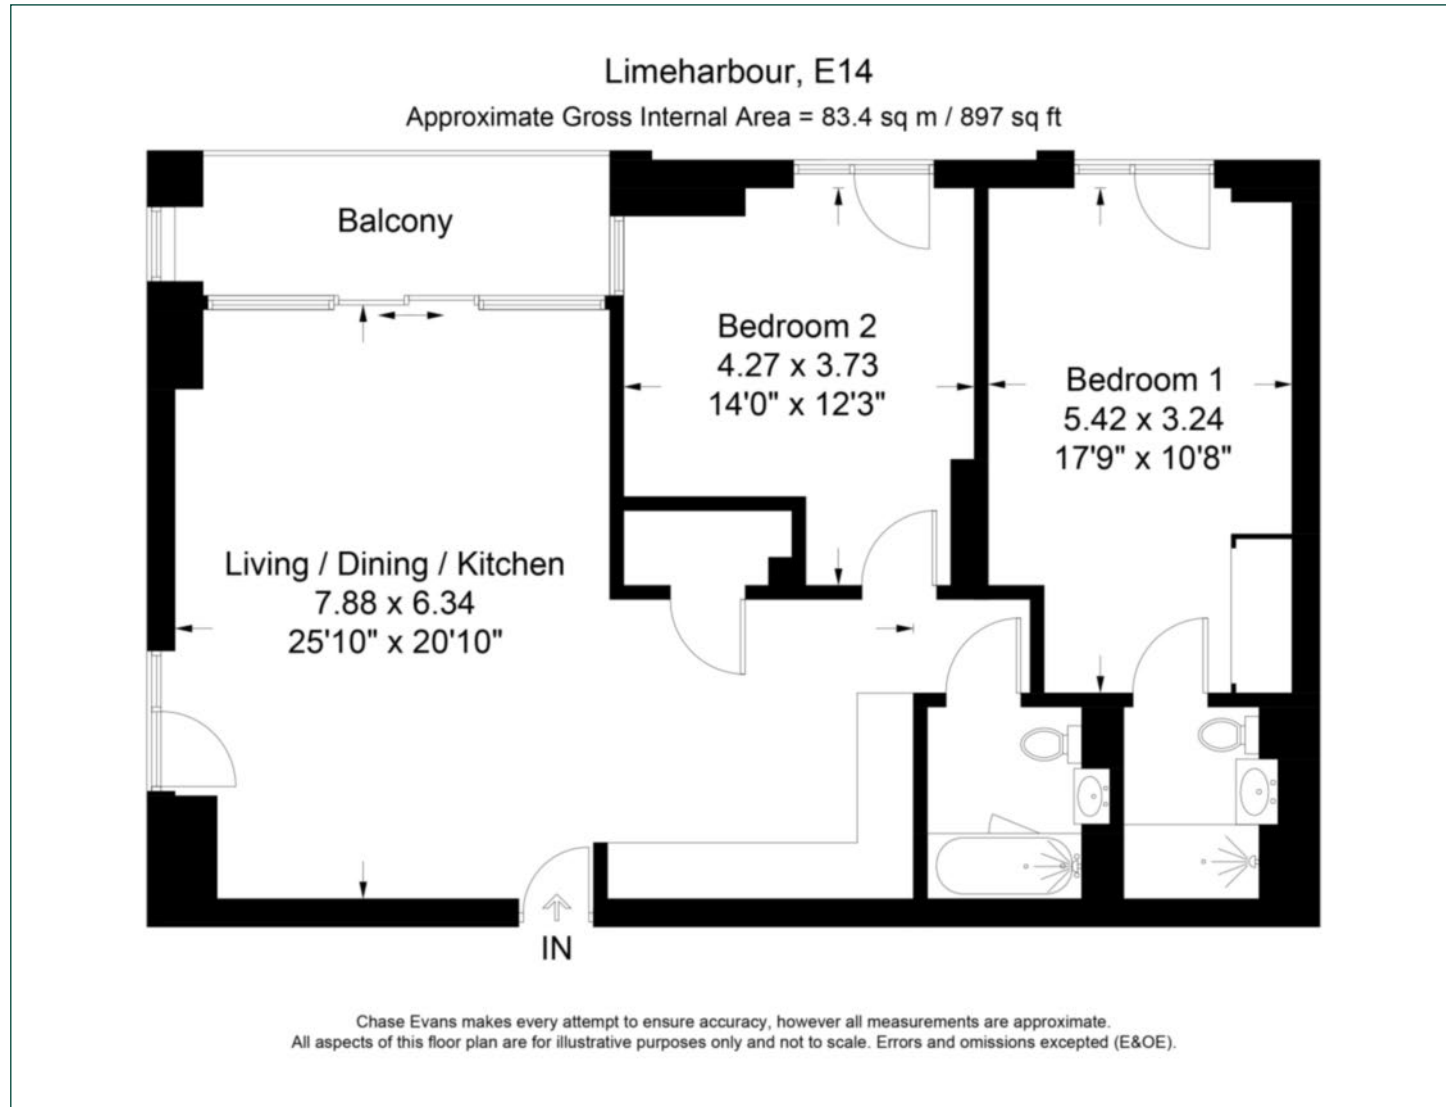 Limeharbour, E14
Approximate Gross Internal Area = 83.4 sq m / 897 sq ft
Balcony
Bedroom 2
4.27 x 3.73
14'0" x 12'3"
Bedroom 1
5.42 x 3.24
17'9" x 10'8"
Living / Dining / Kitchen
7.88 x 6.34
25'10" x 20'10"
IN
Chase Evans makes every attempt to ensure accuracy, however all measurements are approximate.
All aspects of this floor plan are for illustrative purposes only and not to scale. Errors and omissions excepted (E&OE).